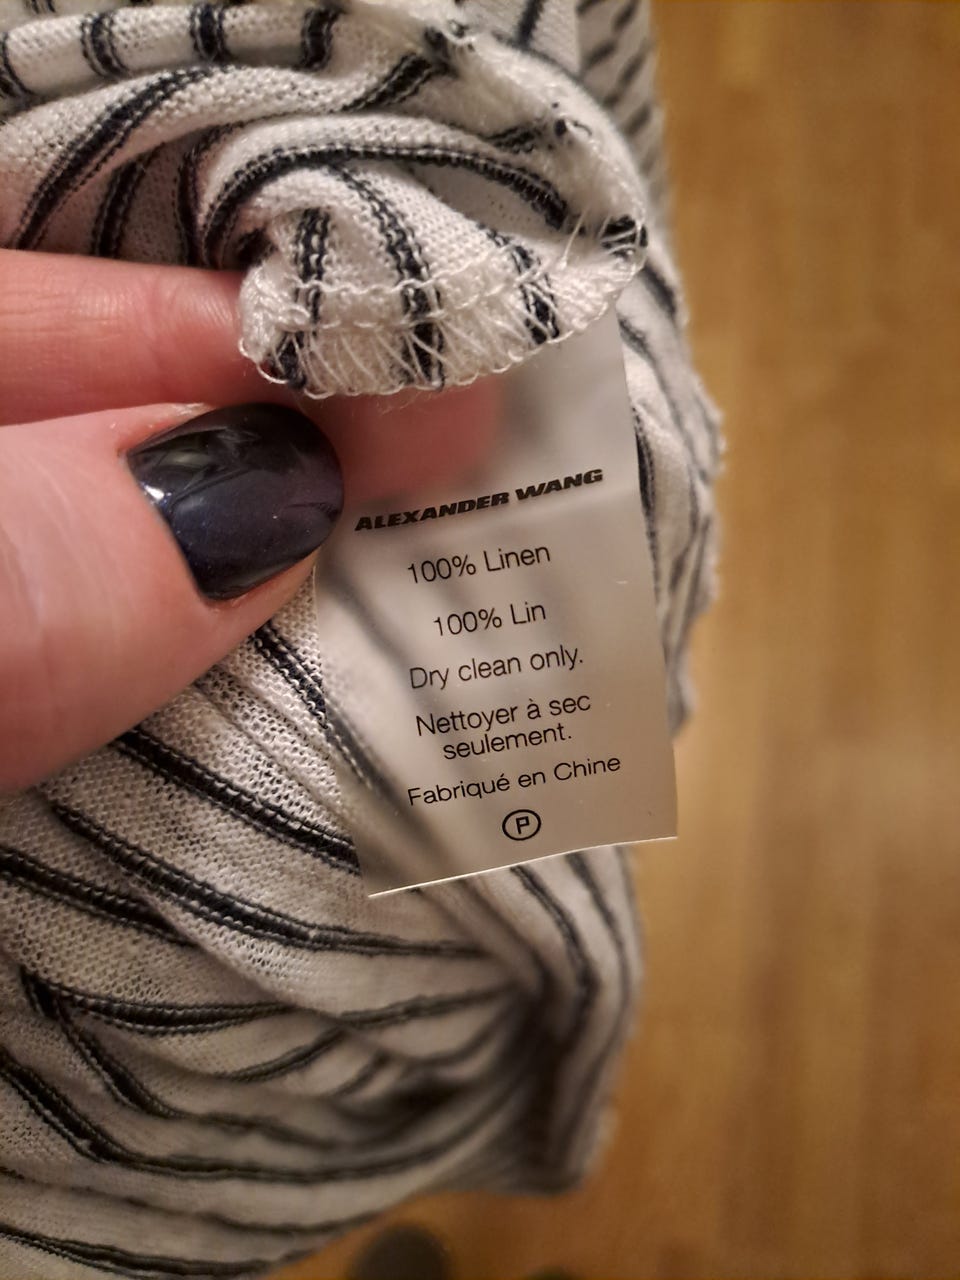 ALEXANDER WANG
100% Linen
100% Lin
Dry clean only.
Nettoyer à sec
seulement.
Fabriqué en Chine
P